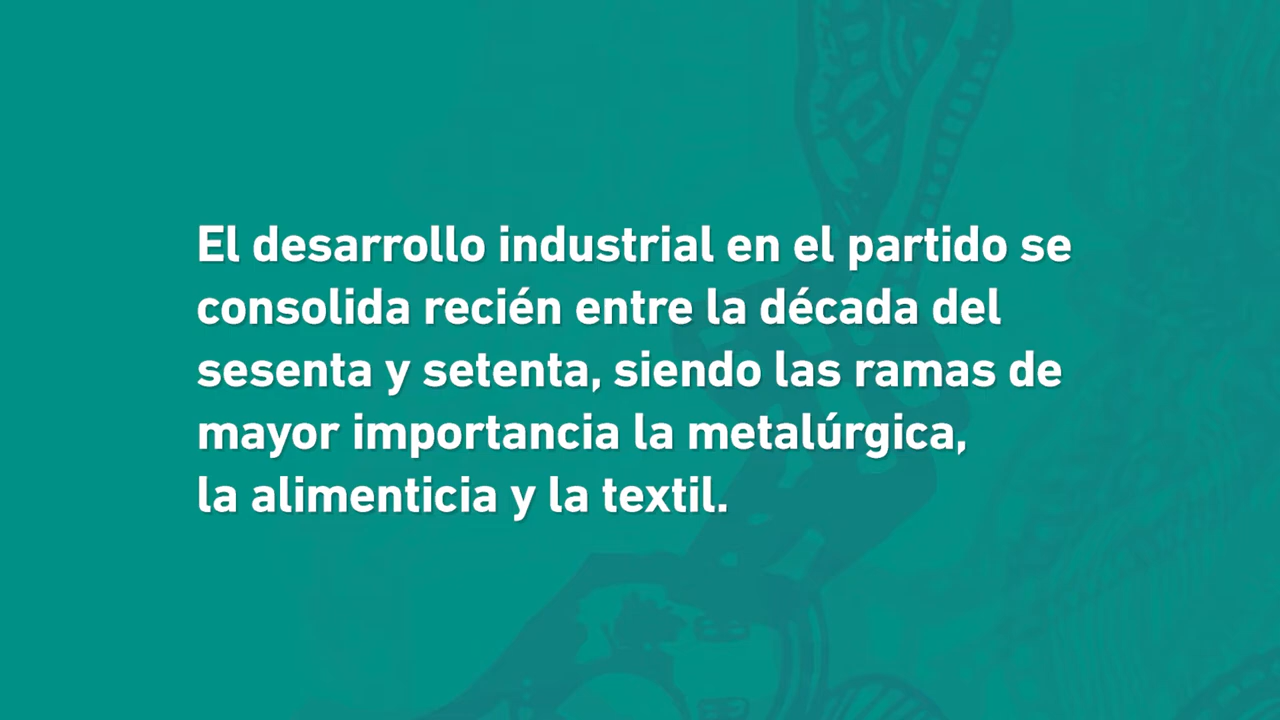 El desarrollo industrial en el partido se
consolida recién entre la década del
sesenta y setenta, siendo las ramas de
mayor importancia la metalúrgica,
la alimenticia y la textil.